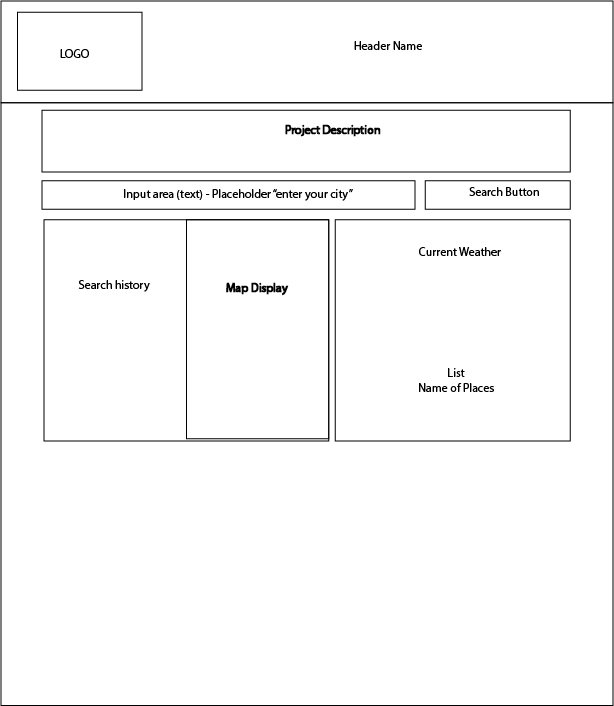 LOGO
Header Name
Project Description
Input area (text) - Placeholder “enter your city”
Search Button
Search history
Map Display
Current Weather
List
Name of Places